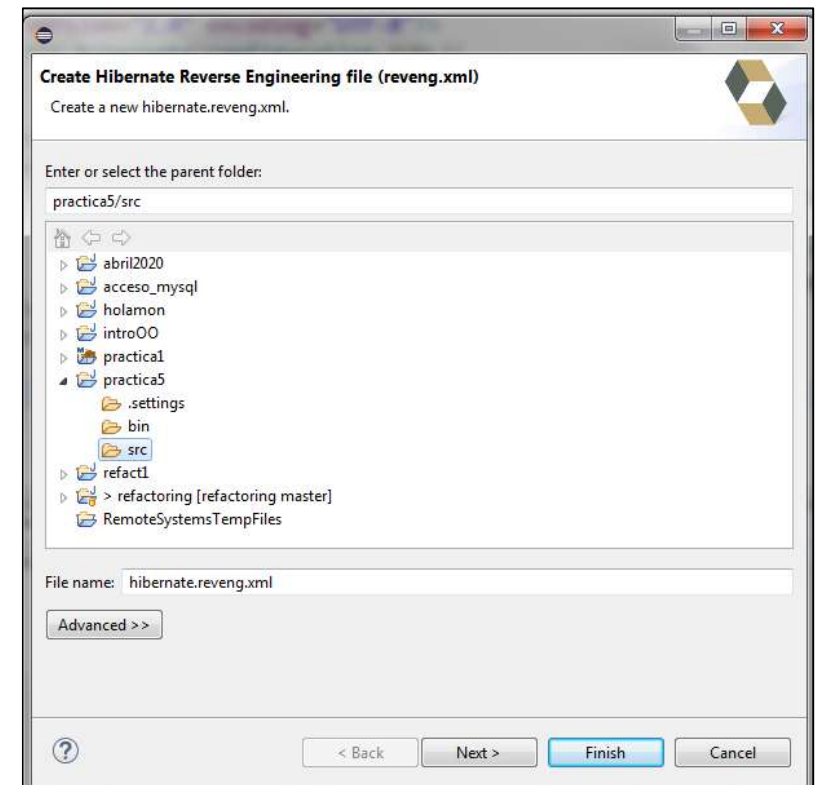 Create Hibernate Reverse Engineering file (reveng.xml)
Create a new hibernate.reveng.xml.
Enter or select the parent folder:
practica5/src
abril2020
acceso_mysql
holamon
introOO
practica1
practica5
.settings
bin
src
refact1
> refactoring [refactoring master]
RemoteSystemsTempFiles
File name: hibernate.reveng.xml
Advanced >>
< Back Next > Finish Cancel